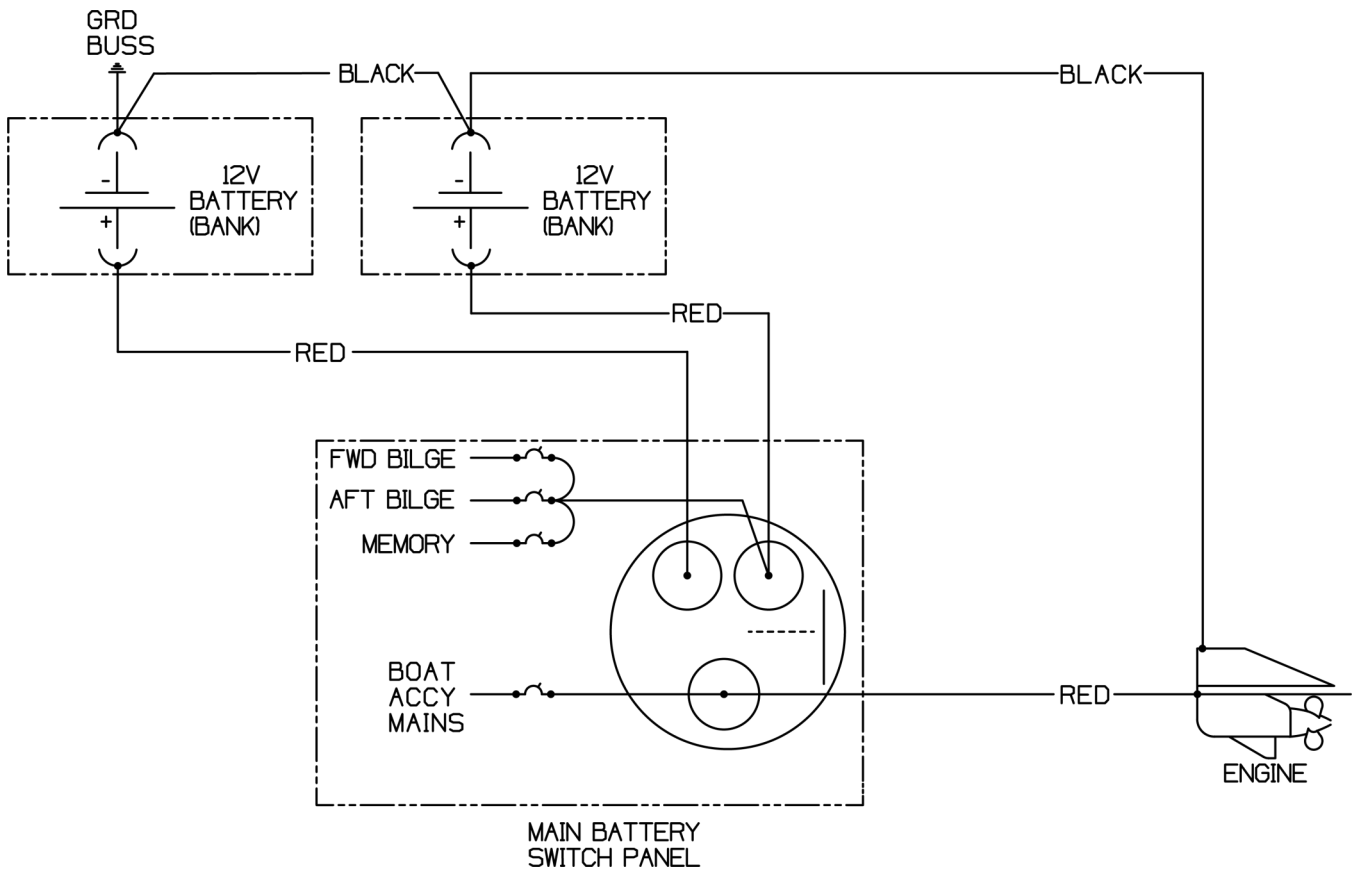 GRD
BUSS
BLACK
BLACK
-
12V
BATTERY
(BANK)
+
-
12V
BATTERY
(BANK)
+
RED
RED
FWD BILGE
AFT BILGE
MEMORY
BOAT
ACCY
MAINS
RED
ENGINE
MAIN BATTERY
SWITCH PANEL